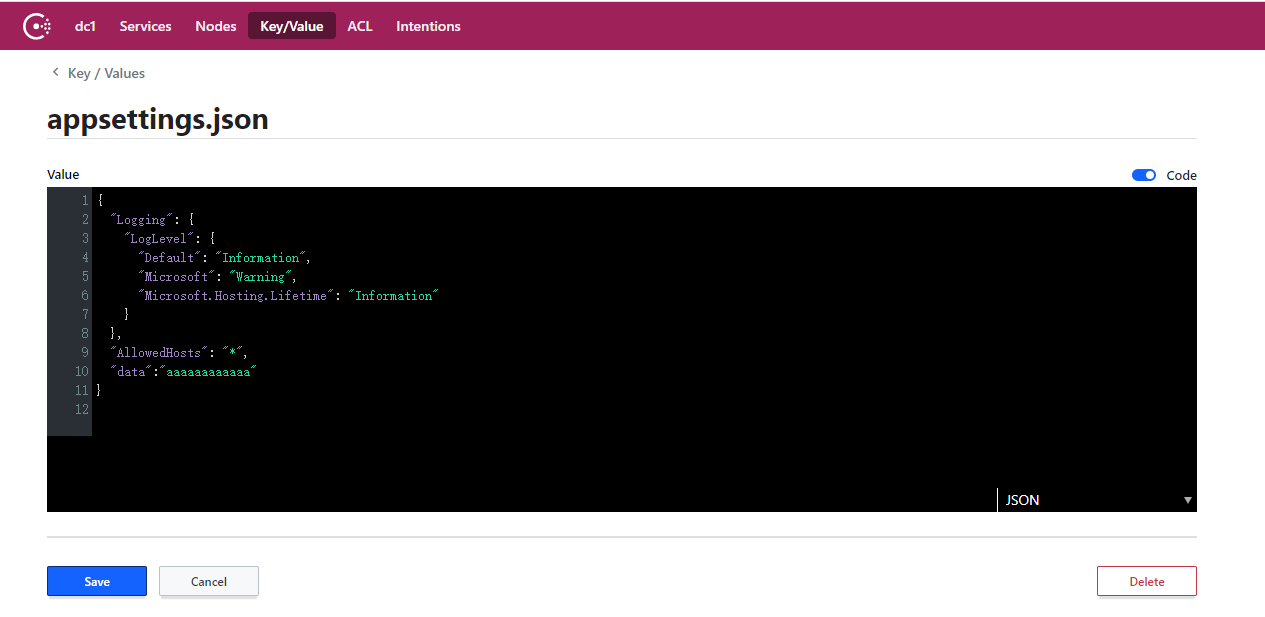 dc1 Services Nodes Key/Value ACL Intentions
Key / Values
appsettings.json
Value Code
1 {
2 "Logging": {
3 "LogLevel": {
4 "Default": "Information",
5 "Microsoft": "Warning",
6 "Microsoft.Hosting.Lifetime": "Information"
7 }
8 },
9 "AllowedHosts": "*",
10 "data":"aaaaaaaaaaaa"
11 }
12
JSON
Save Cancel Delete